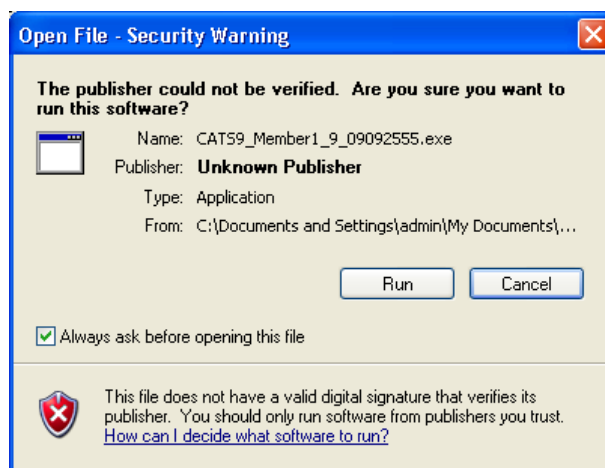 Open File - Security Warning
The publisher could not be verified. Are you sure you want to
run this software?
Name: CATS9_Member1_9_09092555.exe
Publisher: Unknown Publisher
Type: Application
From: C:\Documents and Settings\admin\My Documents\...
Run Cancel
Always ask before opening this file
This file does not have a valid digital signature that verifies its
publisher. You should only run software from publishers you trust.
How can I decide what software to run?